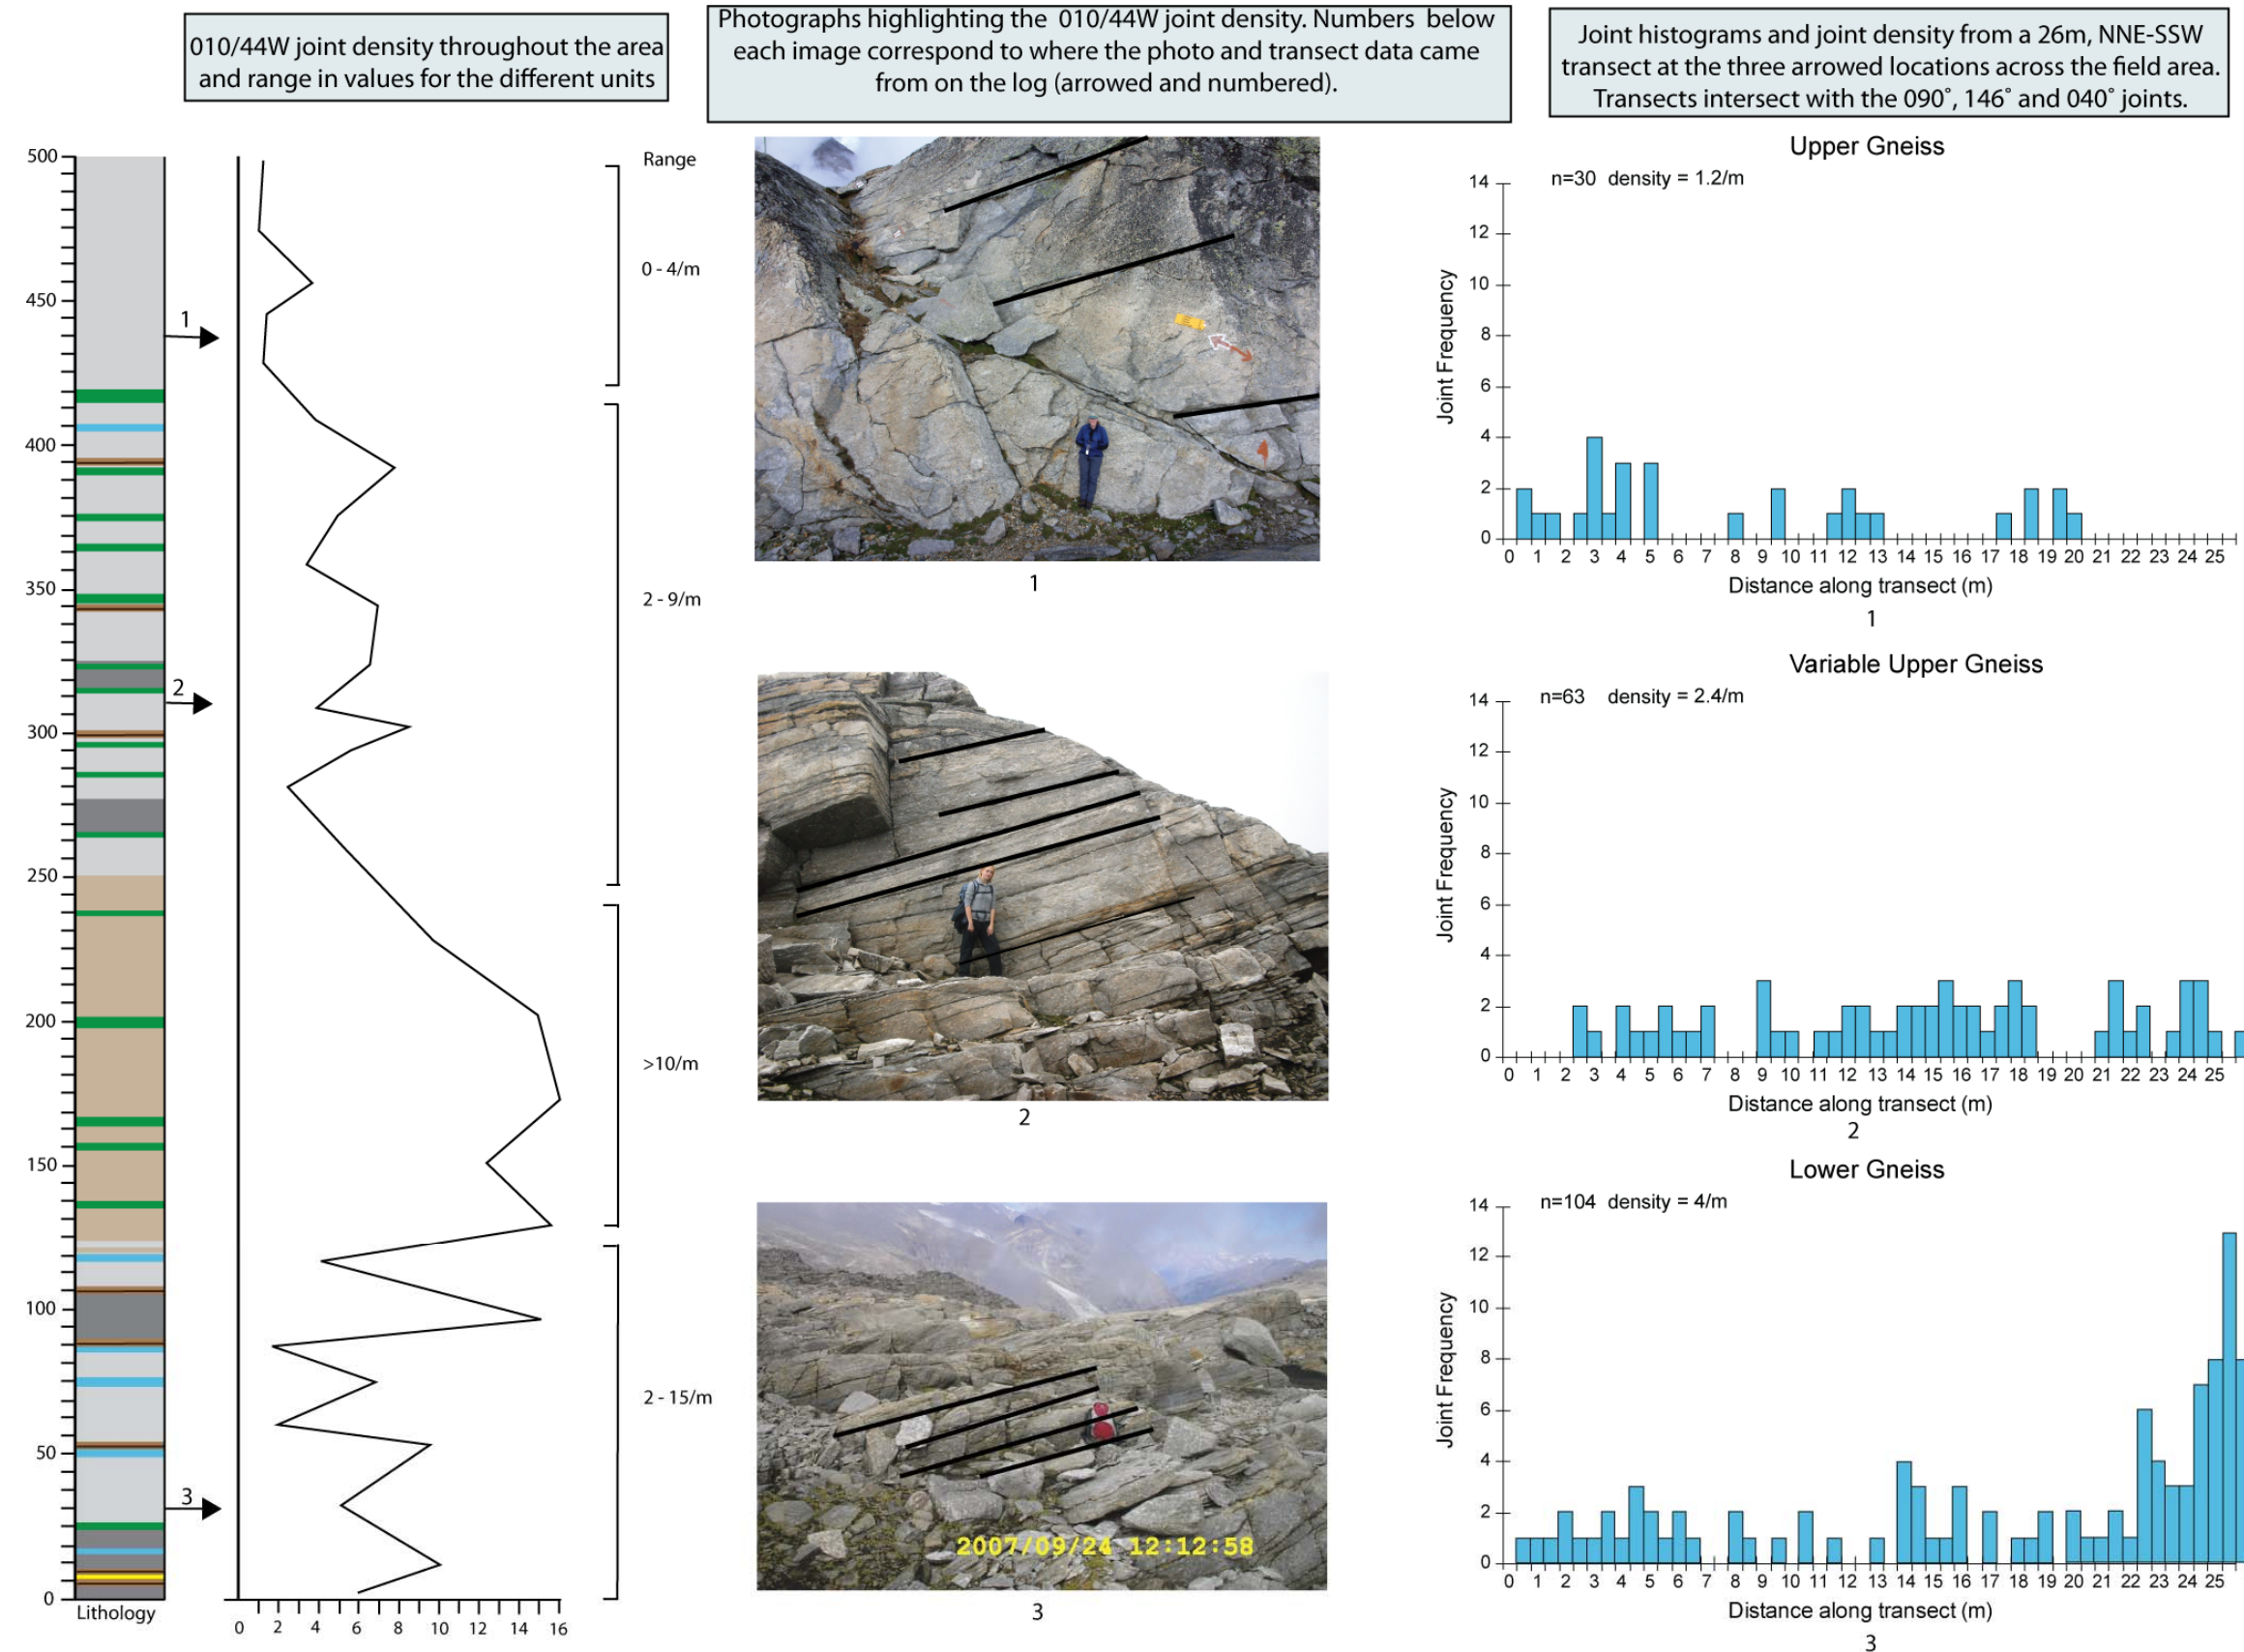 010/44W joint density throughout the area
and range in values for the different units
Photographs highlighting the 010/44W joint density. Numbers below
each image correspond to where the photo and transect data came
from on the log (arrowed and numbered).
Joint histograms and joint density from a 26m, NNE-SSW
transect at the three arrowed locations across the field area.
Transects intersect with the 090˚, 146˚ and 040˚ joints.
500
450
400
350
300
250
200
150
100
50
0
Lithology
1
2
3
0 2 4 6 8 10 12 14 16
Range
0 - 4/m
2 - 9/m
>10/m
2 - 15/m
1
2
2007/09/24 12:12:58
3
Upper Gneiss
n=30 density = 1.2/m
Joint Frequency
14
12
10
8
6
4
2
0
0 1 2 3 4 5 6 7 8 9 10 11 12 13 14 15 16 17 18 19 20 21 22 23 24 25
Distance along transect (m)
1
Variable Upper Gneiss
n=63 density = 2.4/m
Joint Frequency
14
12
10
8
6
4
2
0
0 1 2 3 4 5 6 7 8 9 10 11 12 13 14 15 16 17 18 19 20 21 22 23 24 25
Distance along transect (m)
2
Lower Gneiss
n=104 density = 4/m
Joint Frequency
14
12
10
8
6
4
2
0
0 1 2 3 4 5 6 7 8 9 10 11 12 13 14 15 16 17 18 19 20 21 22 23 24 25
Distance along transect (m)
3